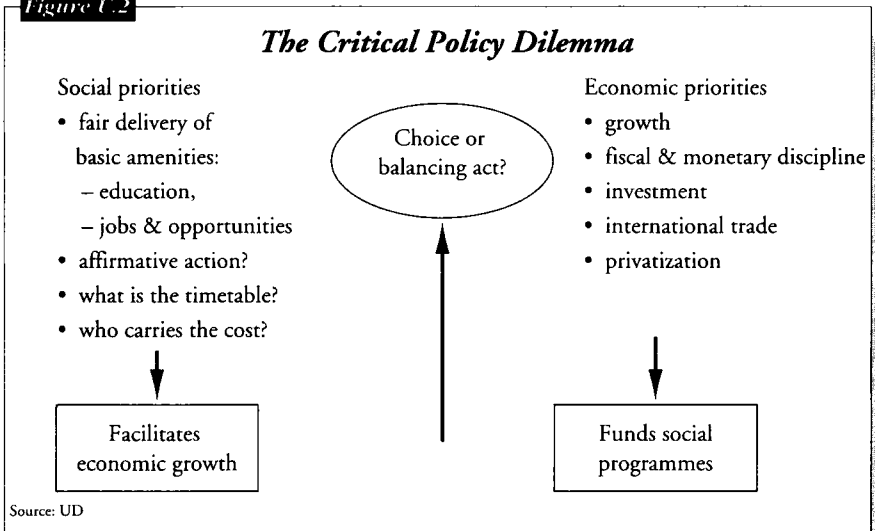 The Critical Policy Dilemma
Social priorities
• fair delivery of
basic amenities:
– education,
– jobs & opportunities
• affirmative action?
• what is the timetable?
• who carries the cost?
Facilitates
economic growth
Choice or
balancing act?
Economic priorities
• growth
• fiscal & monetary discipline
• investment
• international trade
• privatization
Funds social
programmes
Source: UD